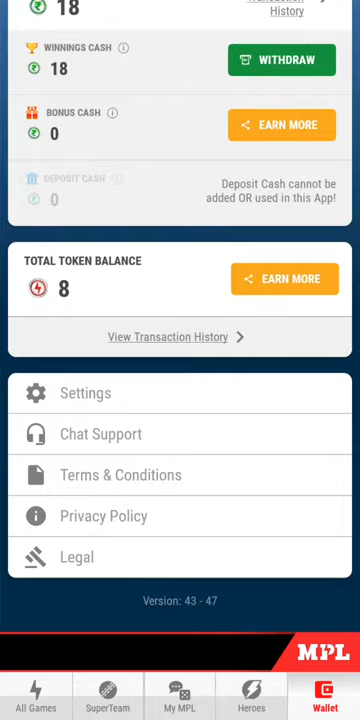 18
Transaction
History
WINNINGS CASH
18
WITHDRAW
BONUS CASH
0
EARN MORE
DEPOSIT CASH
0
Deposit Cash cannot be
added OR used in this App!
TOTAL TOKEN BALANCE
8
EARN MORE
View Transaction History
Settings
Chat Support
Terms & Conditions
Privacy Policy
Legal
Version: 43 - 47
MPL
All Games
SuperTeam
My MPL
Heroes
Wallet